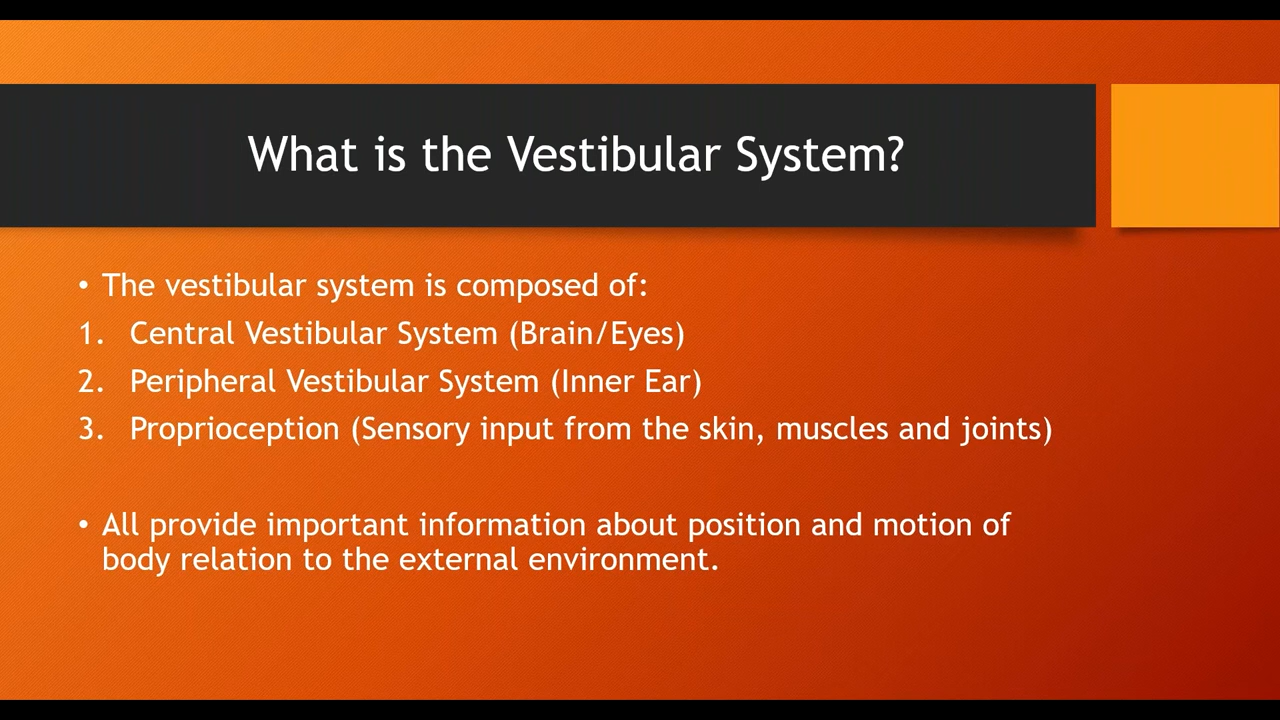 What is the Vestibular System?
• The vestibular system is composed of:
1. Central Vestibular System (Brain/Eyes)
2. Peripheral Vestibular System (Inner Ear)
3. Proprioception (Sensory input from the skin, muscles and joints)
• All provide important information about position and motion of
body relation to the external environment.